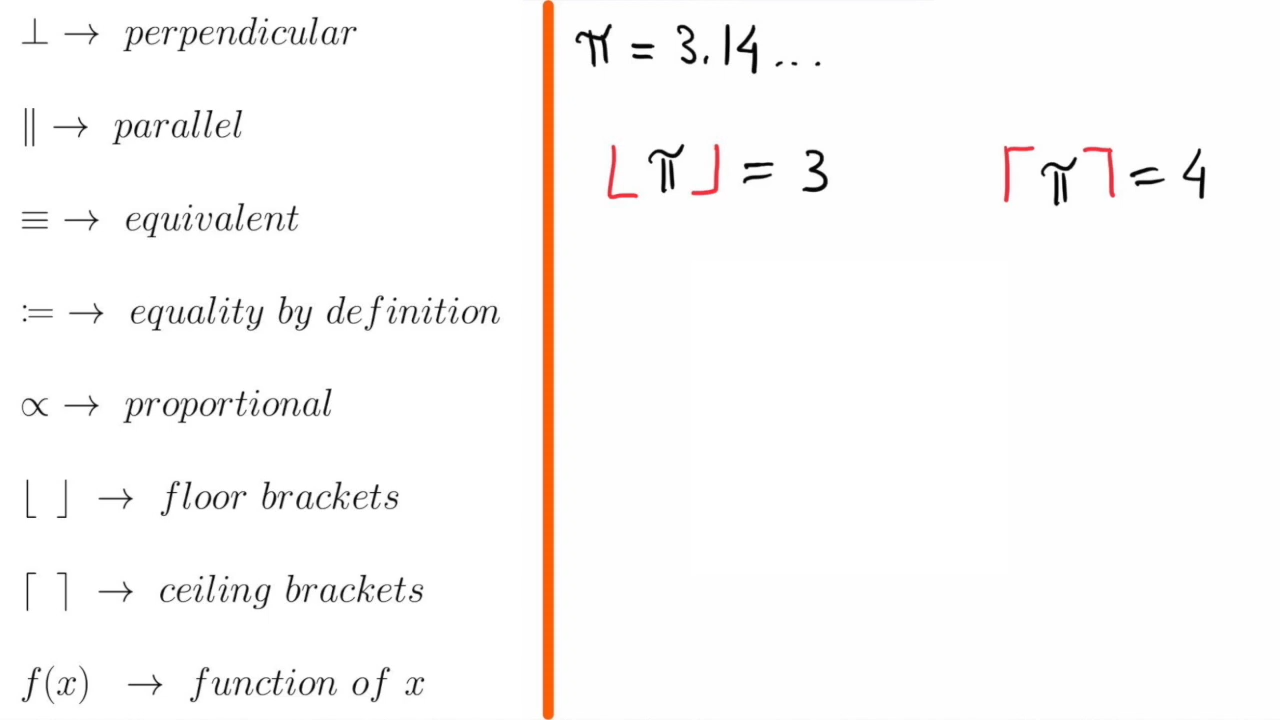 ⊥ → perpendicular
∥ → parallel
≡ → equivalent
:= → equality by definition
∝ → proportional
⌊ ⌋ → floor brackets
⌈ ⌉ → ceiling brackets
f(x) → function of x
π = 3.14...
⌊π⌋ = 3
⌈π⌉ = 4